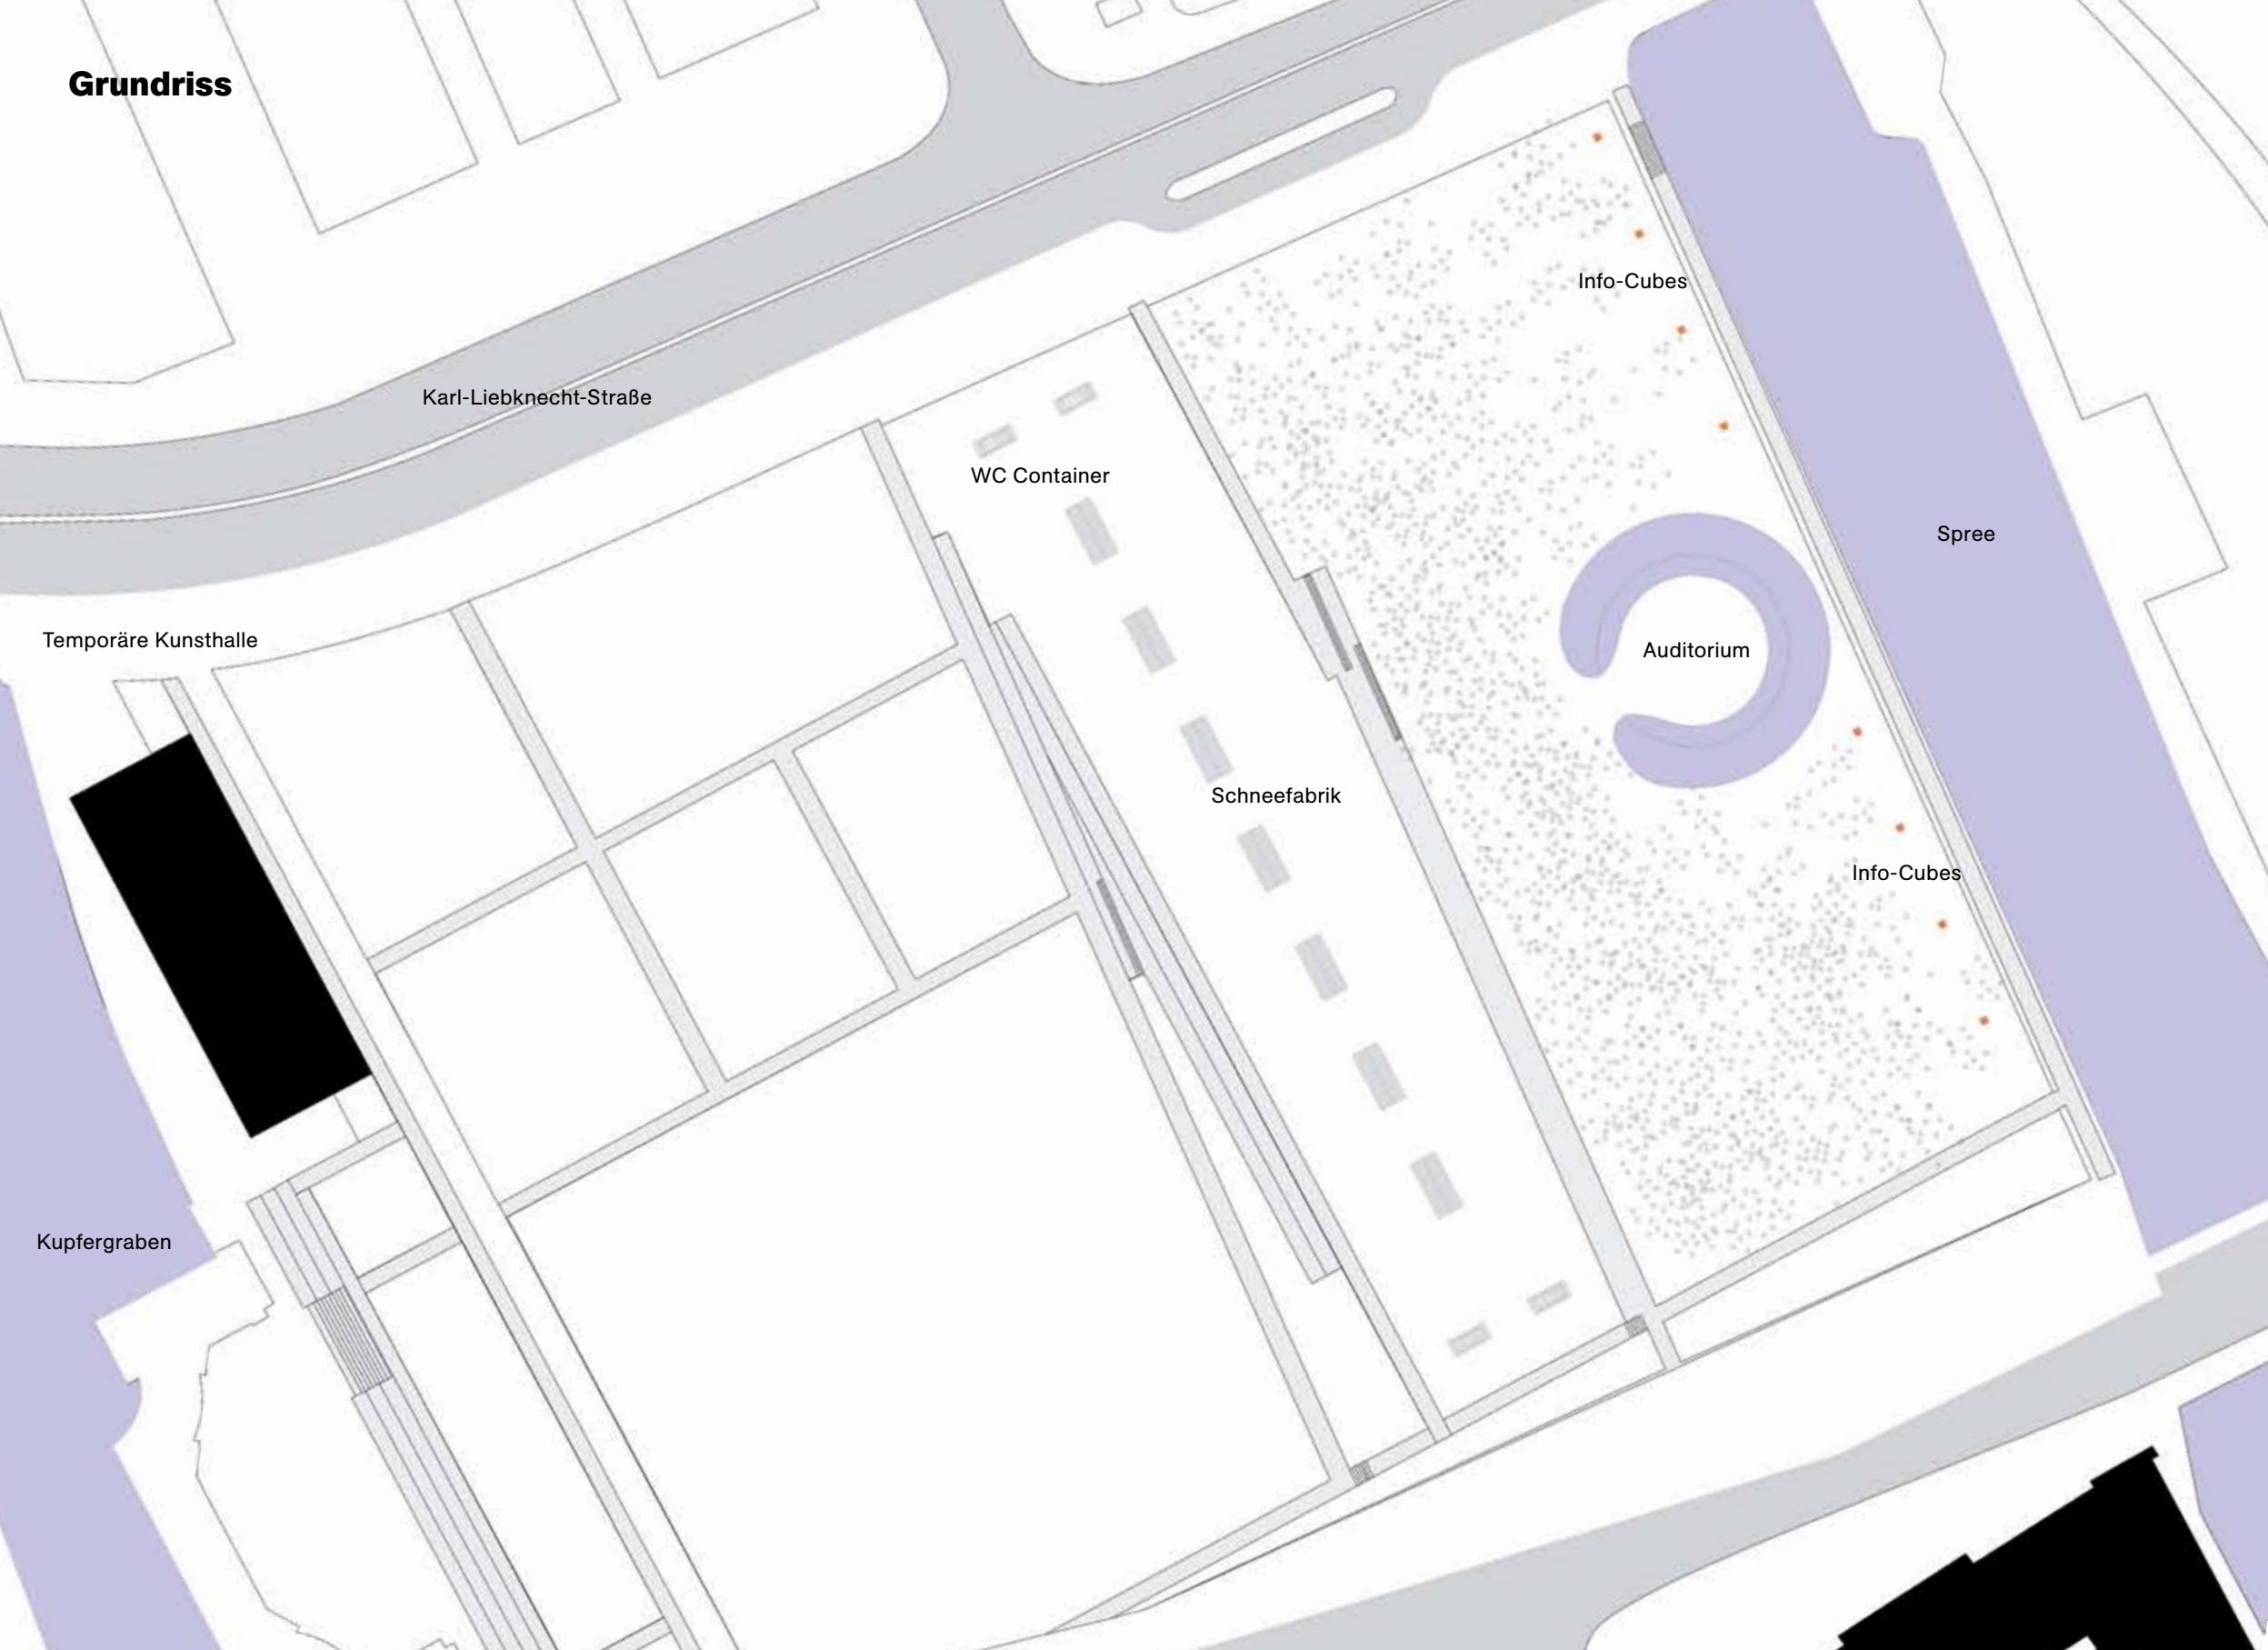 Grundriss
Info-Cubes
Karl-Liebknecht-Straße
WC Container
Spree
Temporäre Kunsthalle
Auditorium
Schneefabrik
Info-Cubes
Kupfergraben